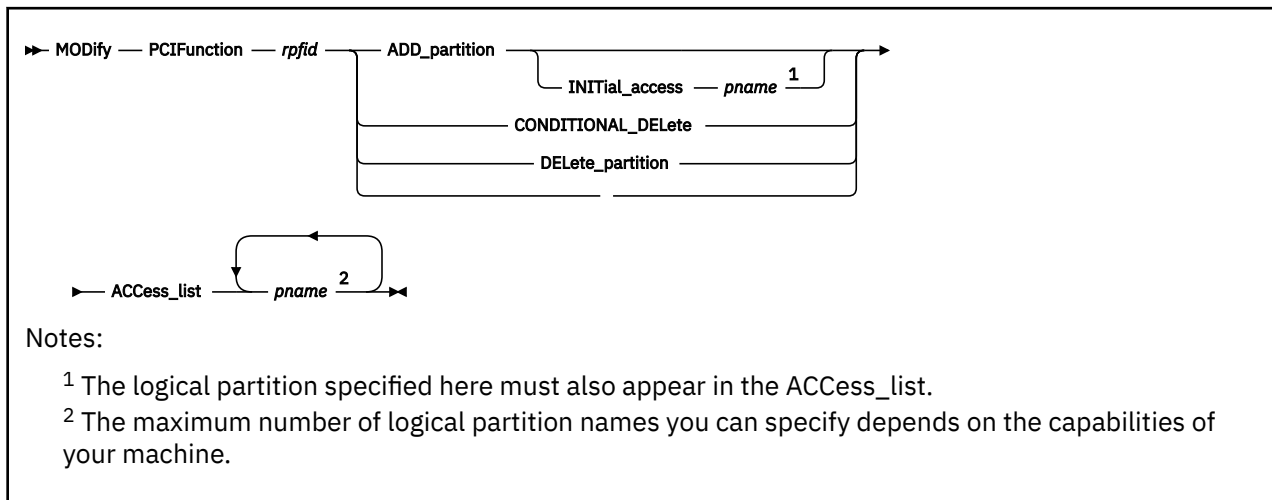 MODify PCIFunction rpfid ADD_partition
INITial_access pname 1
CONDITIONAL_DELete
DELete_partition
ACCess_list pname 2
Notes:
1 The logical partition specified here must also appear in the ACCess_list.
2 The maximum number of logical partition names you can specify depends on the capabilities of
your machine.